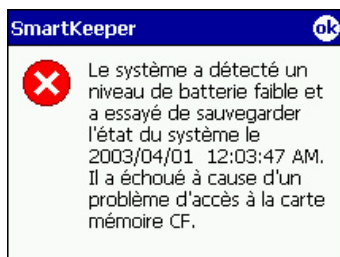 SmartKeeper ok
Le système a détecté un
niveau de batterie faible et
a essayé de sauvegarder
l'état du système le
2003/04/01 12:03:47 AM.
Il a échoué à cause d'un
problème d'accès à la carte
mémoire CF.